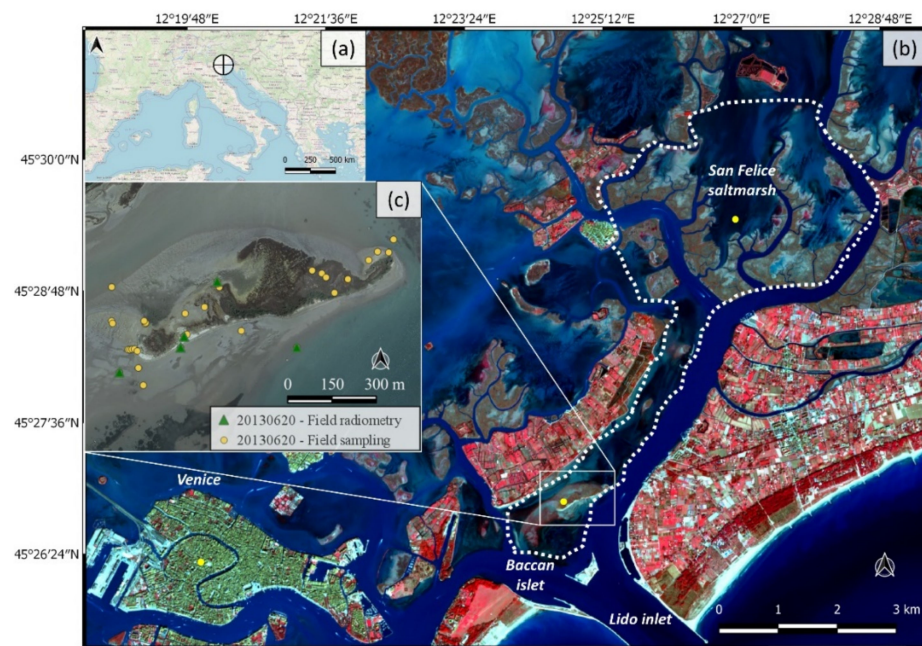 12°19'48"E 12°21'36"E 12°23'24"E 12°25'12"E 12°27'0"E 12°28'48"E
(a)
(b)
0 250 500 km
45°30'0"N
San Felice
saltmarsh
(c)
45°28'48"N
0 150 300 m
20130620 - Field radiometry
20130620 - Field sampling
45°27'36"N
Venice
45°26'24"N
Baccan
islet
Lido inlet
0 1 2 3 km